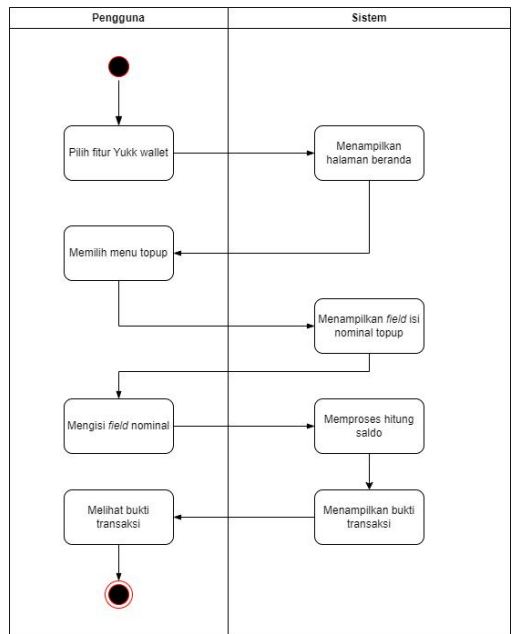 Pengguna
Sistem
Pilih fitur Yukk wallet
Menampilkan
halaman beranda
Memilih menu topup
Menampilkan field isi
nominal topup
Mengisi field nominal
Memproses hitung
saldo
Menampilkan bukti
transaksi
Melihat bukti
transaksi